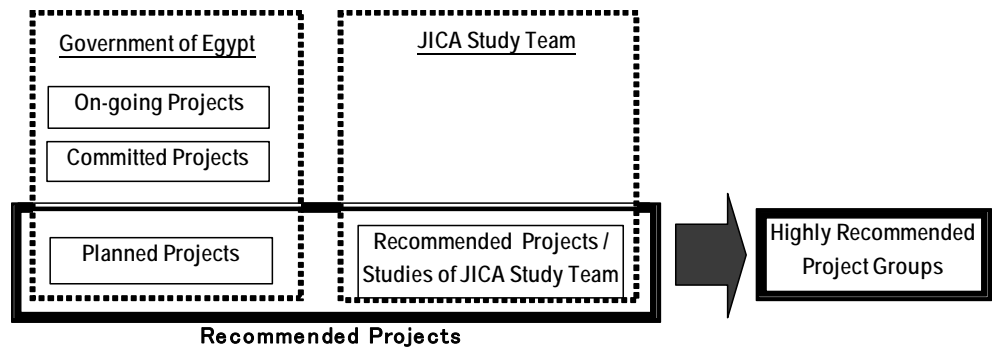 Government of Egypt
JICA Study Team
On-going Projects
Committed Projects
Planned Projects
Recommended Projects /
Studies of JICA Study Team
Highly Recommended
Project Groups
Recommended Projects